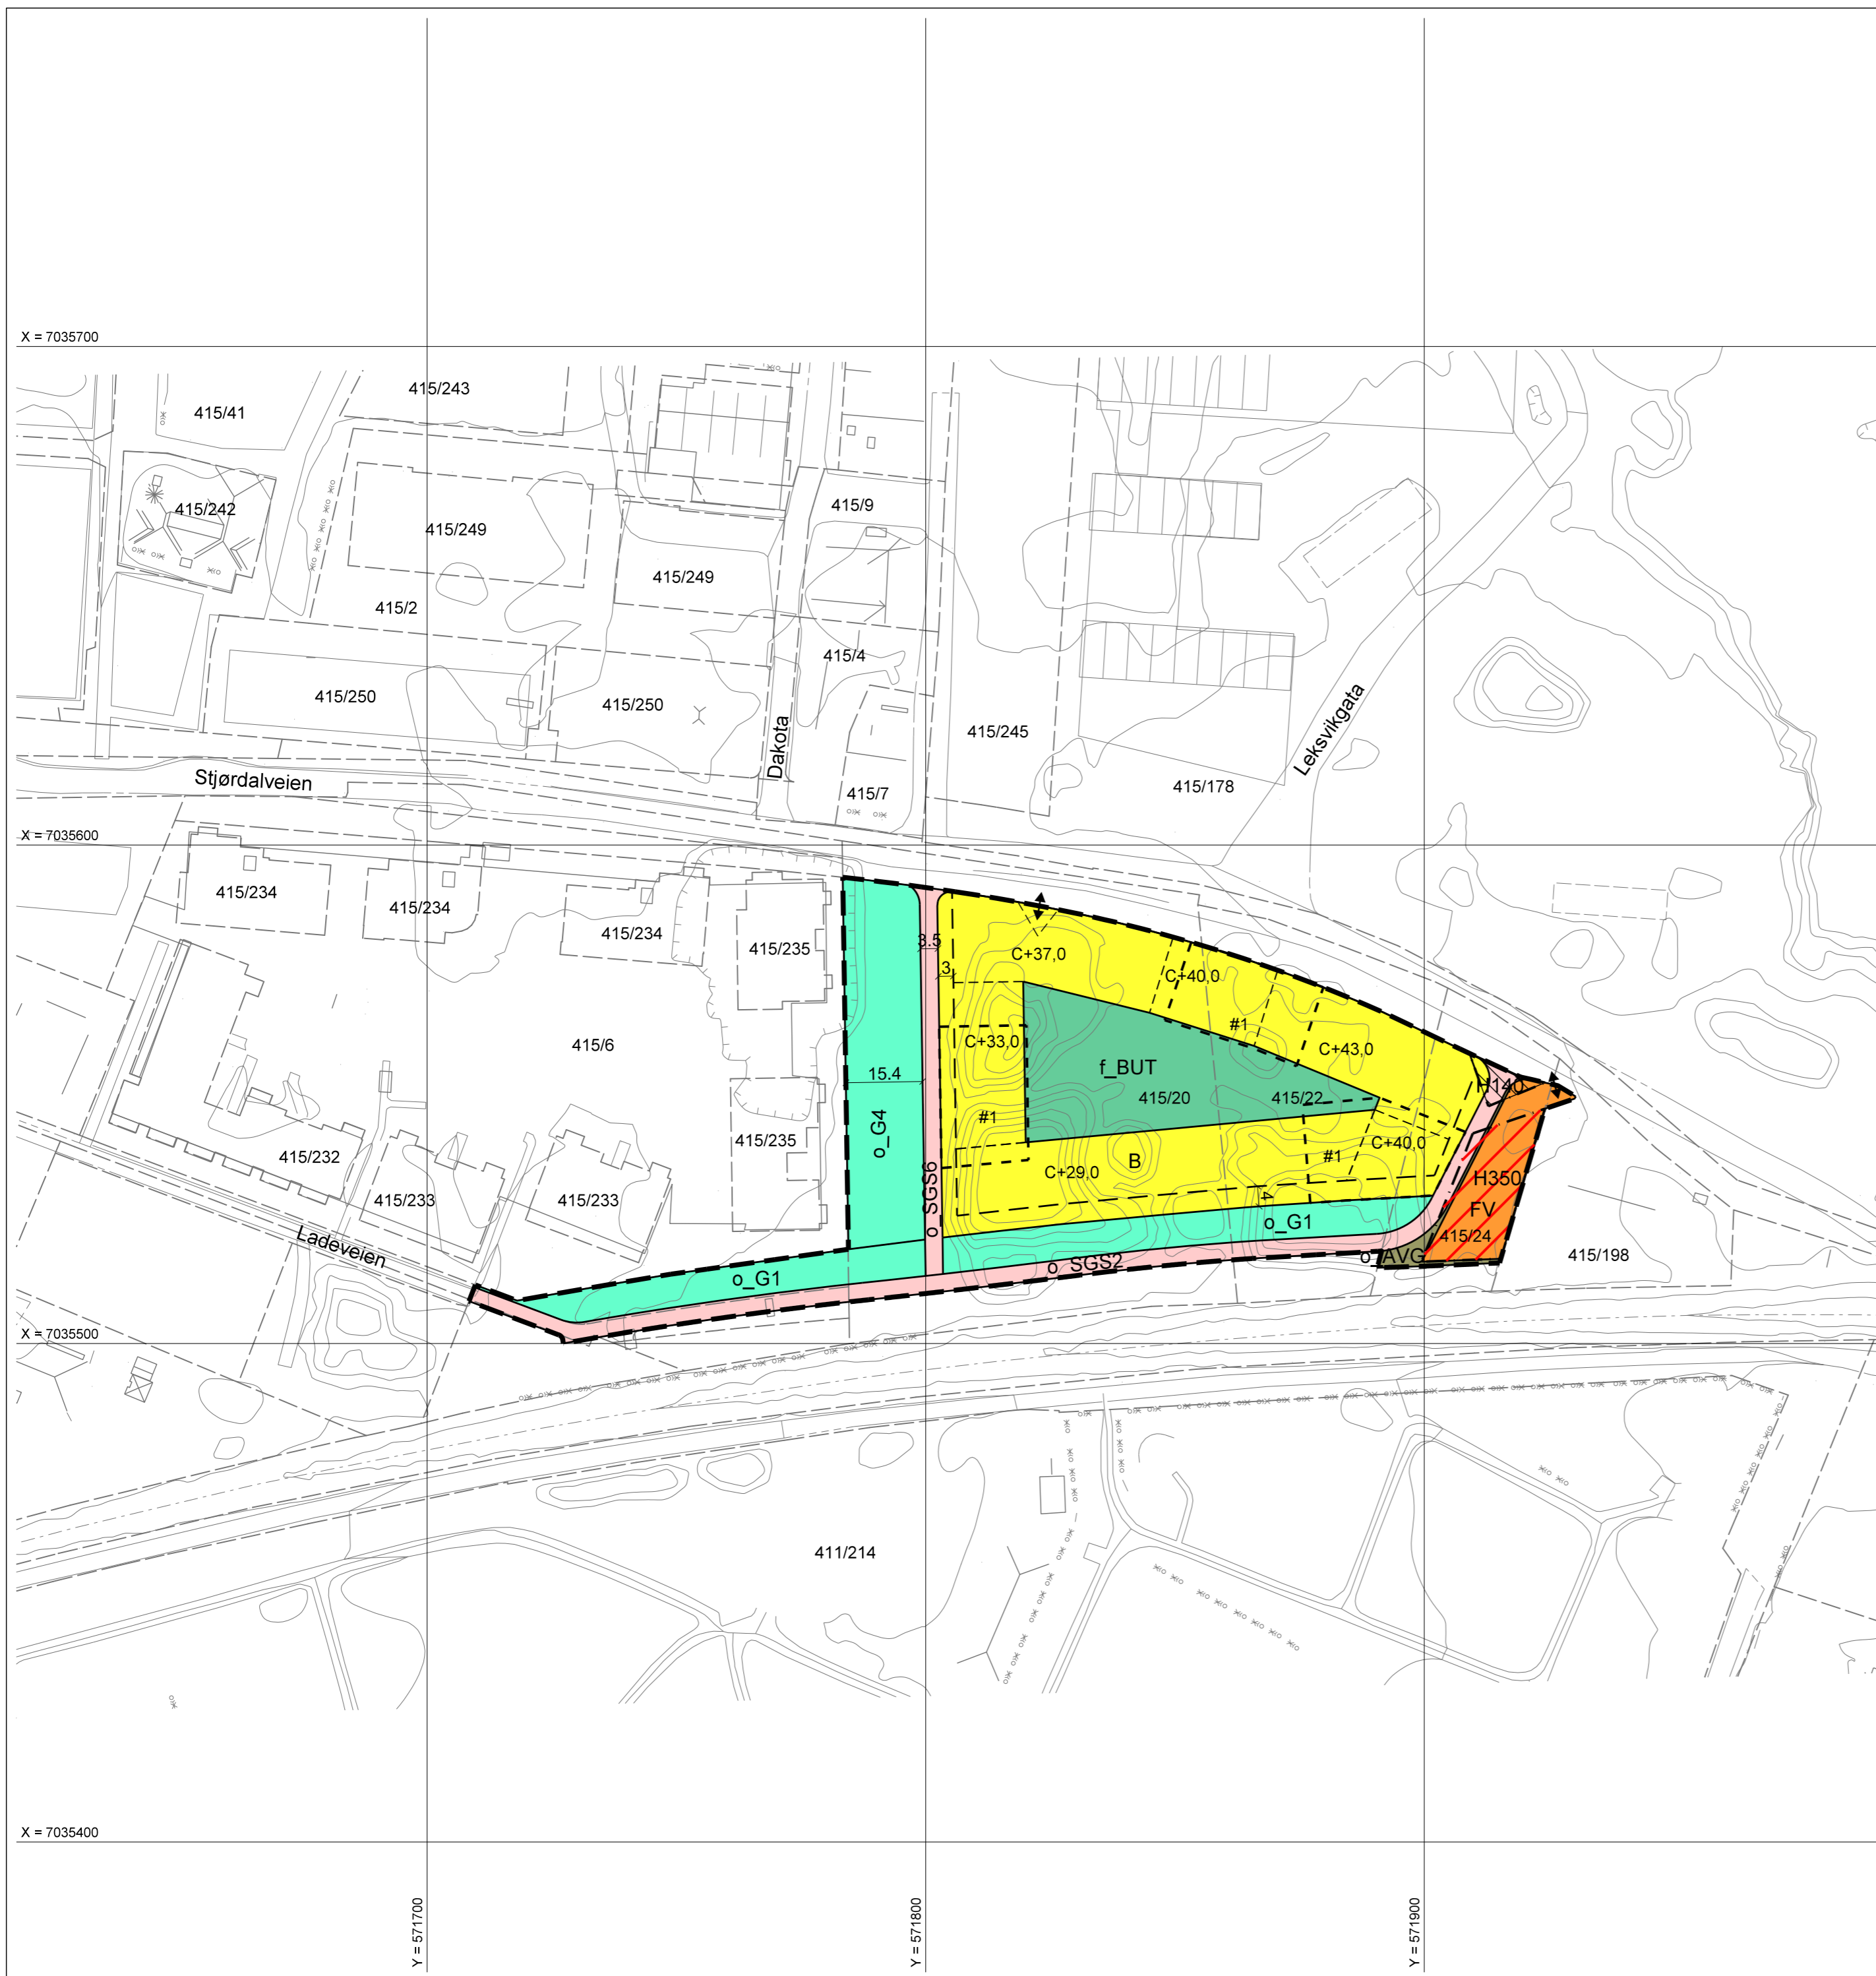 X = 7035700
415/243
415/41
415/242
415/249
415/9
415/249
415/2
415/4
415/250
415/250
415/245
Dakota
Leksvikgata
Stjørdalveien
415/7
415/178
X = 7035600
415/234
415/234
415/234
415/235
3.5
3
C+37,0
C+40,0
#1
C+33,0
C+43,0
415/6
f_BUT
15.4
H140
415/20
415/22
#1
o_G4
415/235
C+40,0
415/232
B
#1
C+29,0
H350
415/233
415/233
o_SGS6
4
FV
o_G1
415/24
Ladeveien
o_AVG
415/198
o_SGS2
o_G1
X = 7035500
411/214
X = 7035400
Y = 571700
Y = 571800
Y = 571900